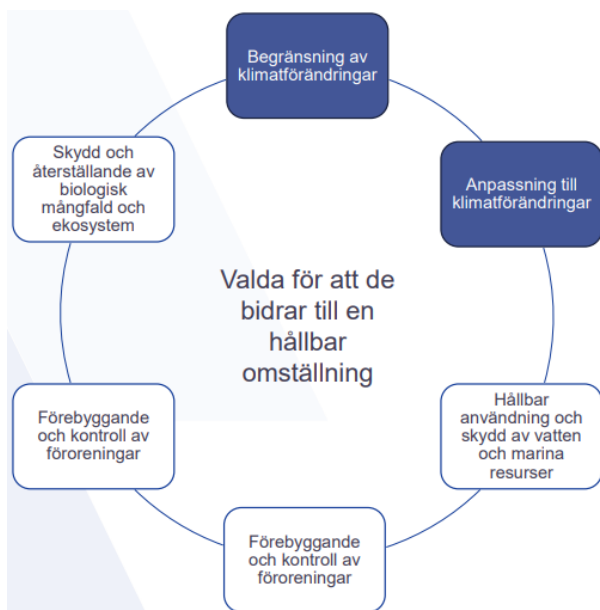 Begränsning av
klimatförändringar
Anpassning till
klimatförändringar
Hållbar
användning och
skydd av vatten
och marina
resurser
Förebyggande
och kontroll av
föroreningar
Förebyggande
och kontroll av
föroreningar
Skydd och
återställande av
biologisk
mångfald och
ekosystem
Valda för att de
bidrar till en
hållbar
omställning